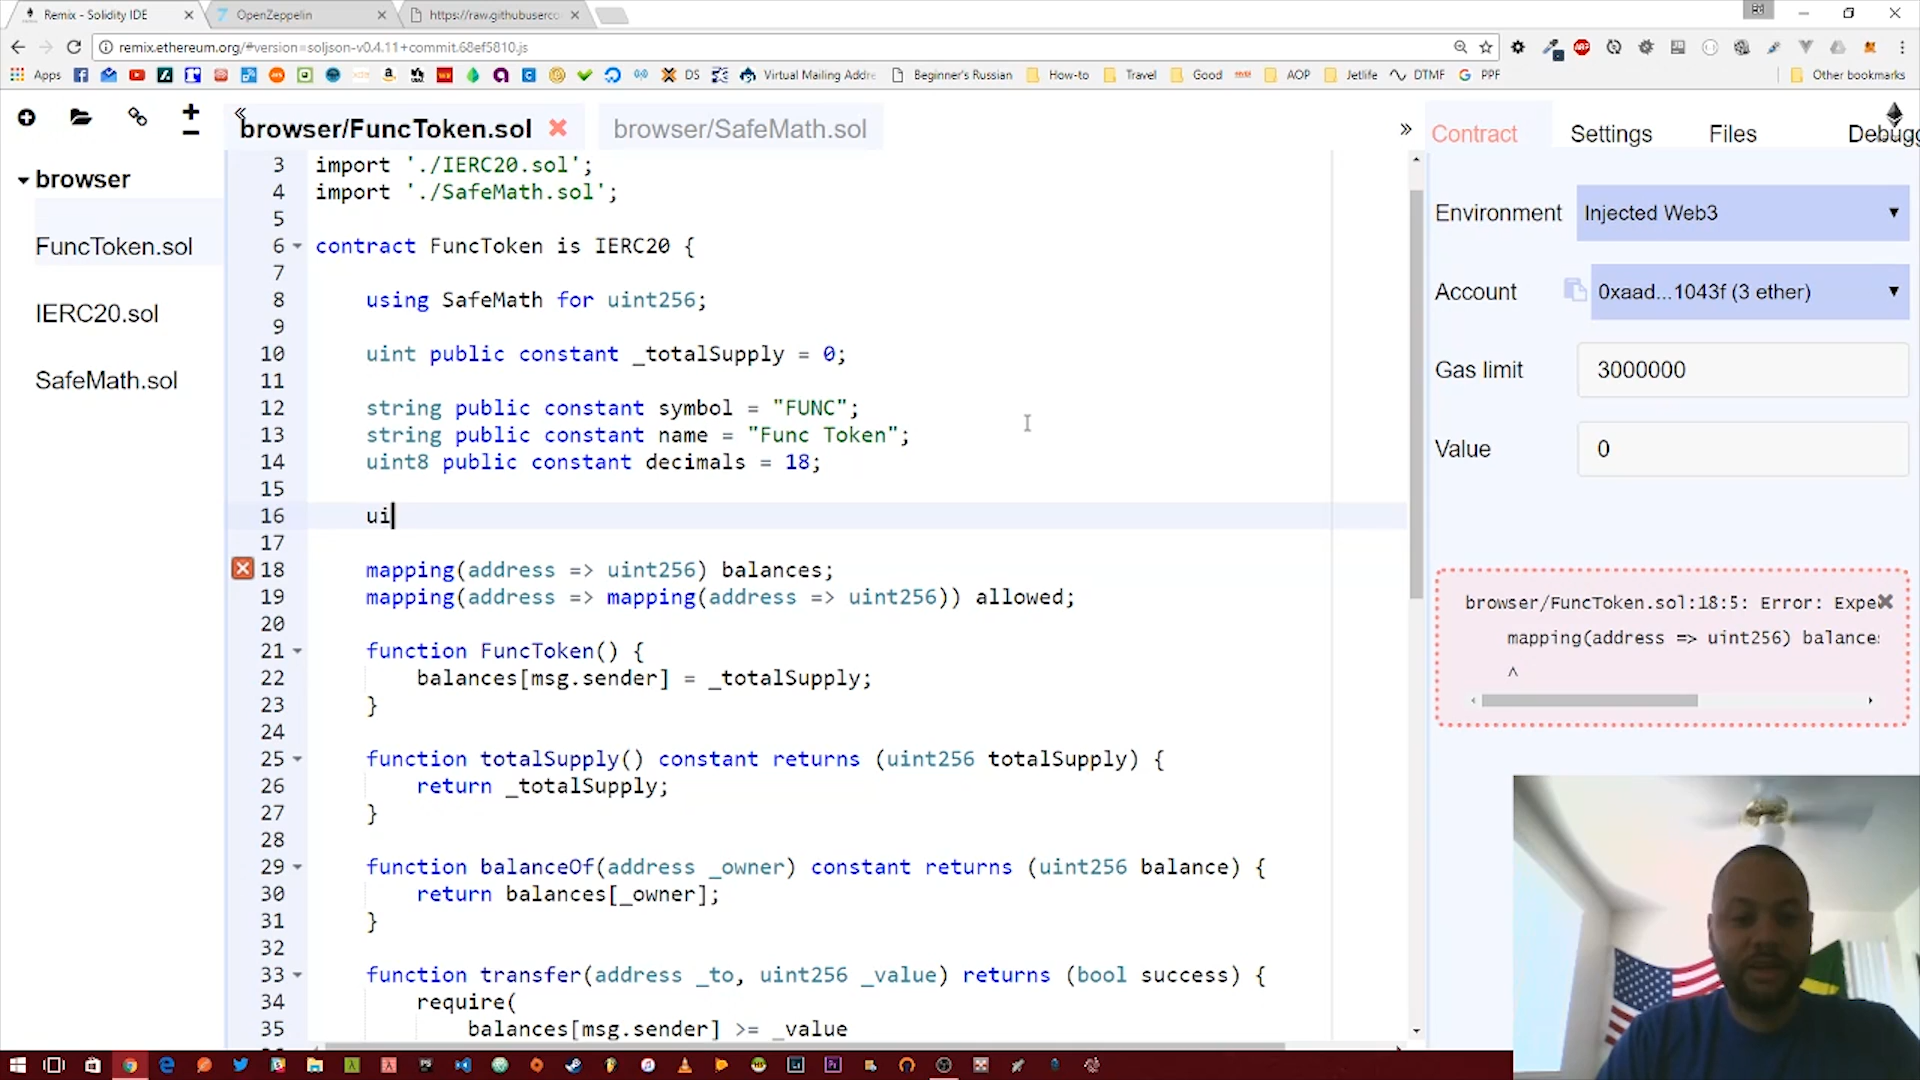 Remix - Solidity IDE
OpenZeppelin
https://raw.githubuserco
remix.ethereum.org/#version=soljson-v0.4.11+commit.68ef5810.js
Apps
DS
Virtual Mailing Addre
Beginner's Russian
How-to
Travel
Good
AOP
Jetlife
DTMF
PPF
Other bookmarks
browser/FuncToken.sol
browser/SafeMath.sol
Contract
Settings
Files
Debugg
browser
FuncToken.sol
IERC20.sol
SafeMath.sol
3 import './IERC20.sol';
4 import './SafeMath.sol';
5
6 contract FuncToken is IERC20 {
7
8 using SafeMath for uint256;
9
10 uint public constant _totalSupply = 0;
11
12 string public constant symbol = "FUNC";
13 string public constant name = "Func Token";
14 uint8 public constant decimals = 18;
15
16 ui
17
18 mapping(address => uint256) balances;
19 mapping(address => mapping(address => uint256)) allowed;
20
21 function FuncToken() {
22 balances[msg.sender] = _totalSupply;
23 }
24
25 function totalSupply() constant returns (uint256 totalSupply) {
26 return _totalSupply;
27 }
28
29 function balanceOf(address _owner) constant returns (uint256 balance) {
30 return balances[_owner];
31 }
32
33 function transfer(address _to, uint256 _value) returns (bool success) {
34 require(
35 balances[msg.sender] >= _value
Environment
Injected Web3
Account
0xaad...1043f (3 ether)
Gas limit
3000000
Value
0
browser/FuncToken.sol:18:5: Error: Expe
mapping(address => uint256) balances
^